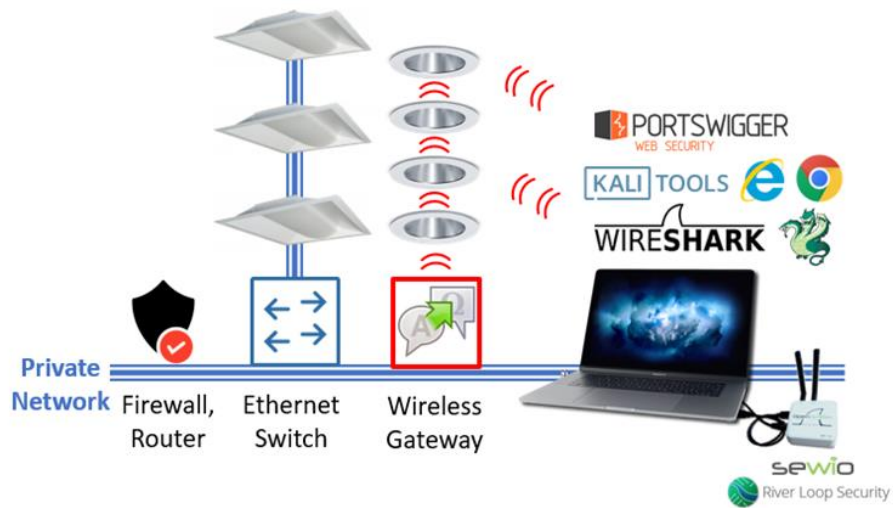 PORTSWIGGER
WEB SECURITY
KALI TOOLS
WIRESHARK
A Ω
Private
Network
Firewall,
Router
Ethernet
Switch
Wireless
Gateway
sewio
River Loop Security